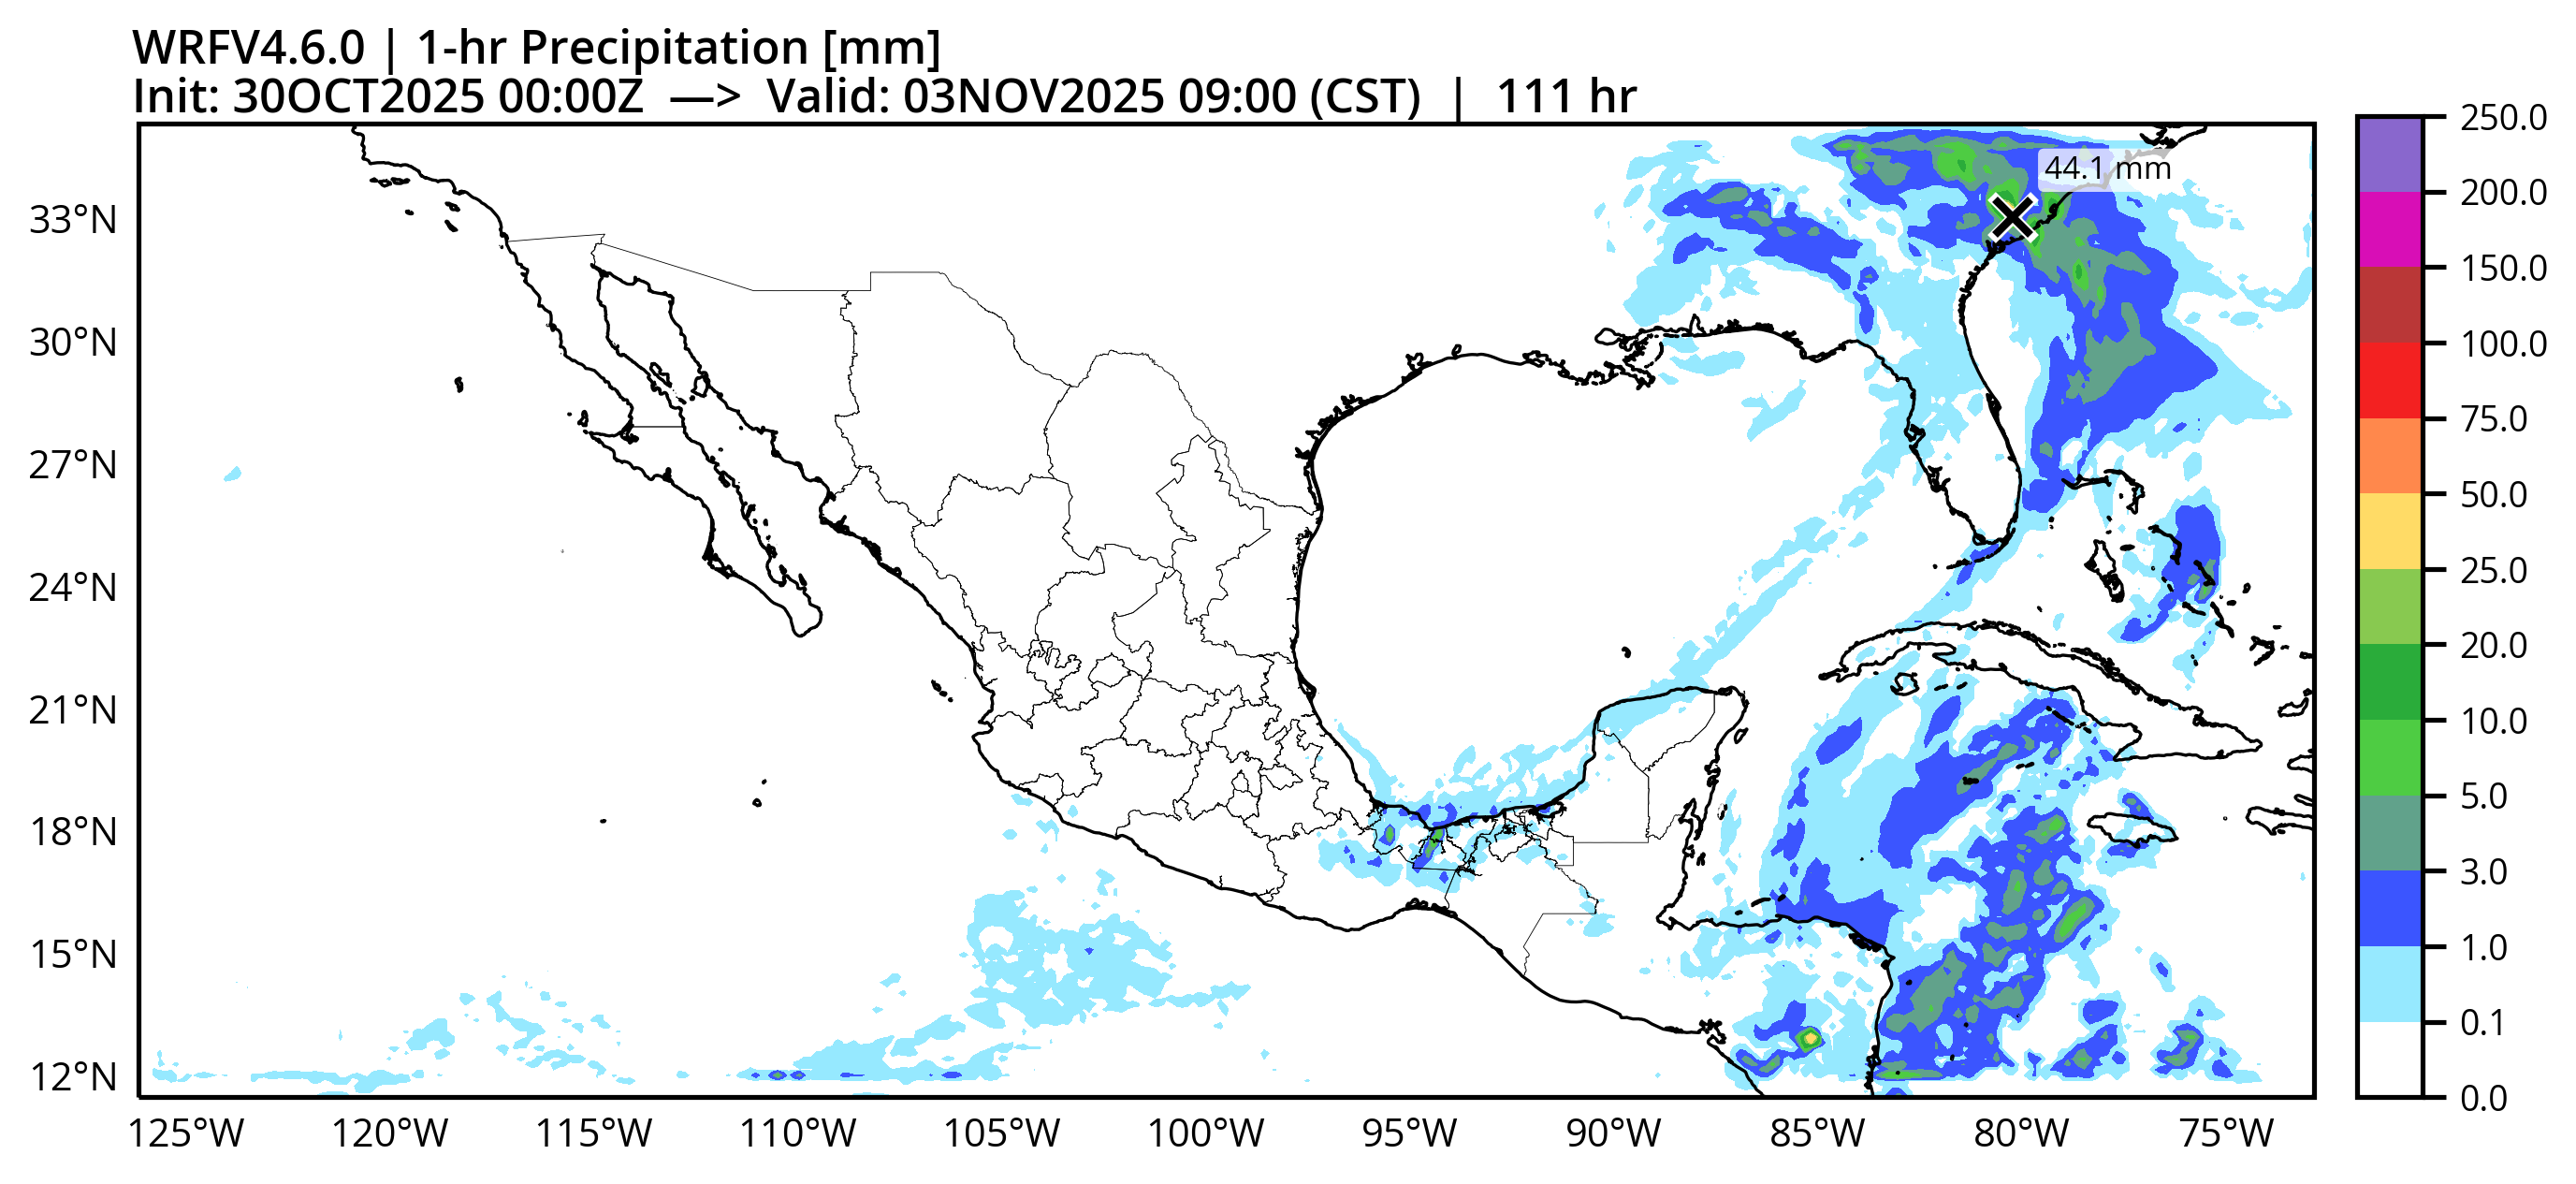 WRFV4.6.0 | 1-hr Precipitation [mm]
Init: 30OCT2025 00:00Z —> Valid: 03NOV2025 09:00 (CST) | 111 hr
44.1 mm
33°N
30°N
27°N
24°N
21°N
18°N
15°N
12°N
125°W 120°W 115°W 110°W 105°W 100°W 95°W 90°W 85°W 80°W 75°W
250.0
200.0
150.0
100.0
75.0
50.0
25.0
20.0
10.0
5.0
3.0
1.0
0.1
0.0